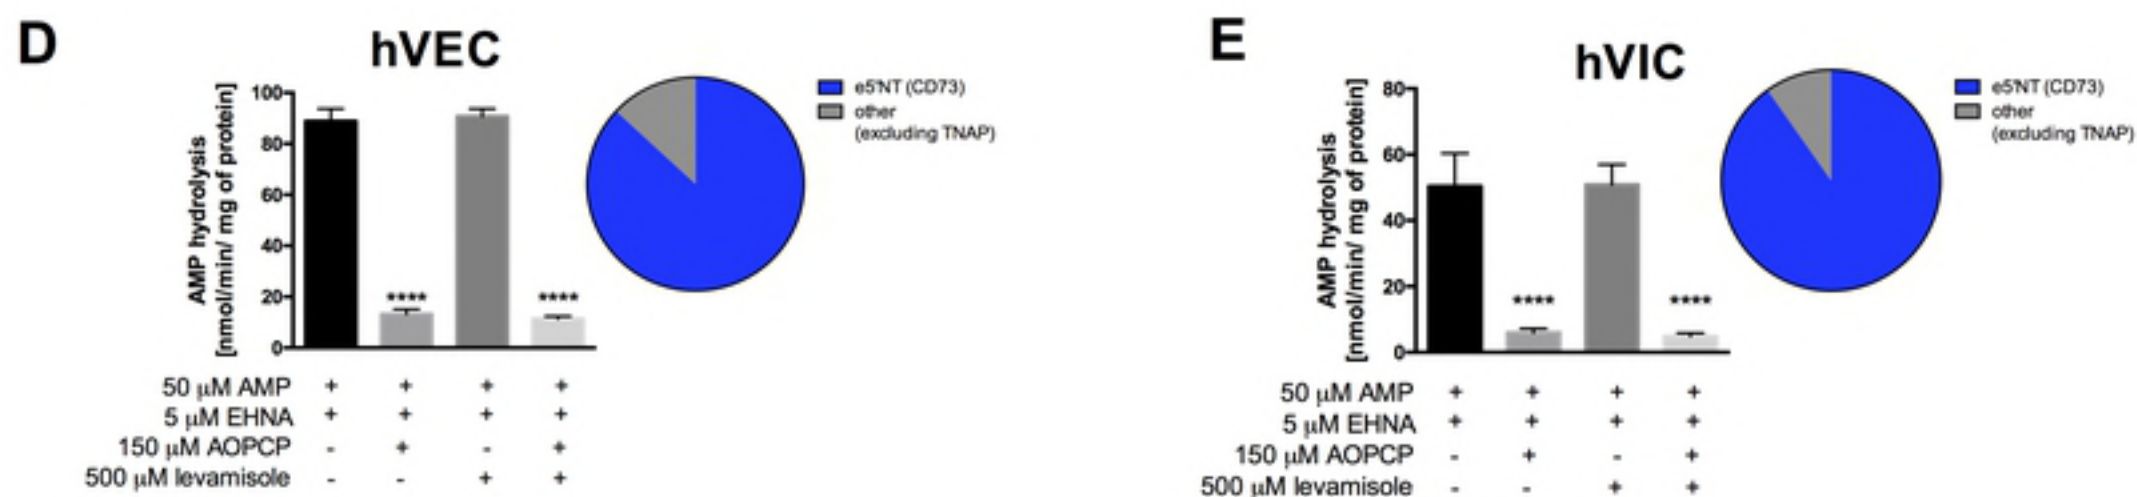 D
hVEC
AMP hydrolysis
[nmol/min/ mg of protein]
100
80
60
40
20
0
****
****
e5'NT (CD73)
other
(excluding TNAP)
50 µM AMP + + + +
5 µM EHNA + + + +
150 µM AOPCP - + - +
500 µM levamisole - - + +
E
hVIC
AMP hydrolysis
[nmol/min/ mg of protein]
80
60
40
20
0
****
****
e5'NT (CD73)
other
(excluding TNAP)
50 µM AMP + + + +
5 µM EHNA + + + +
150 µM AOPCP - + - +
500 µM levamisole - - + +